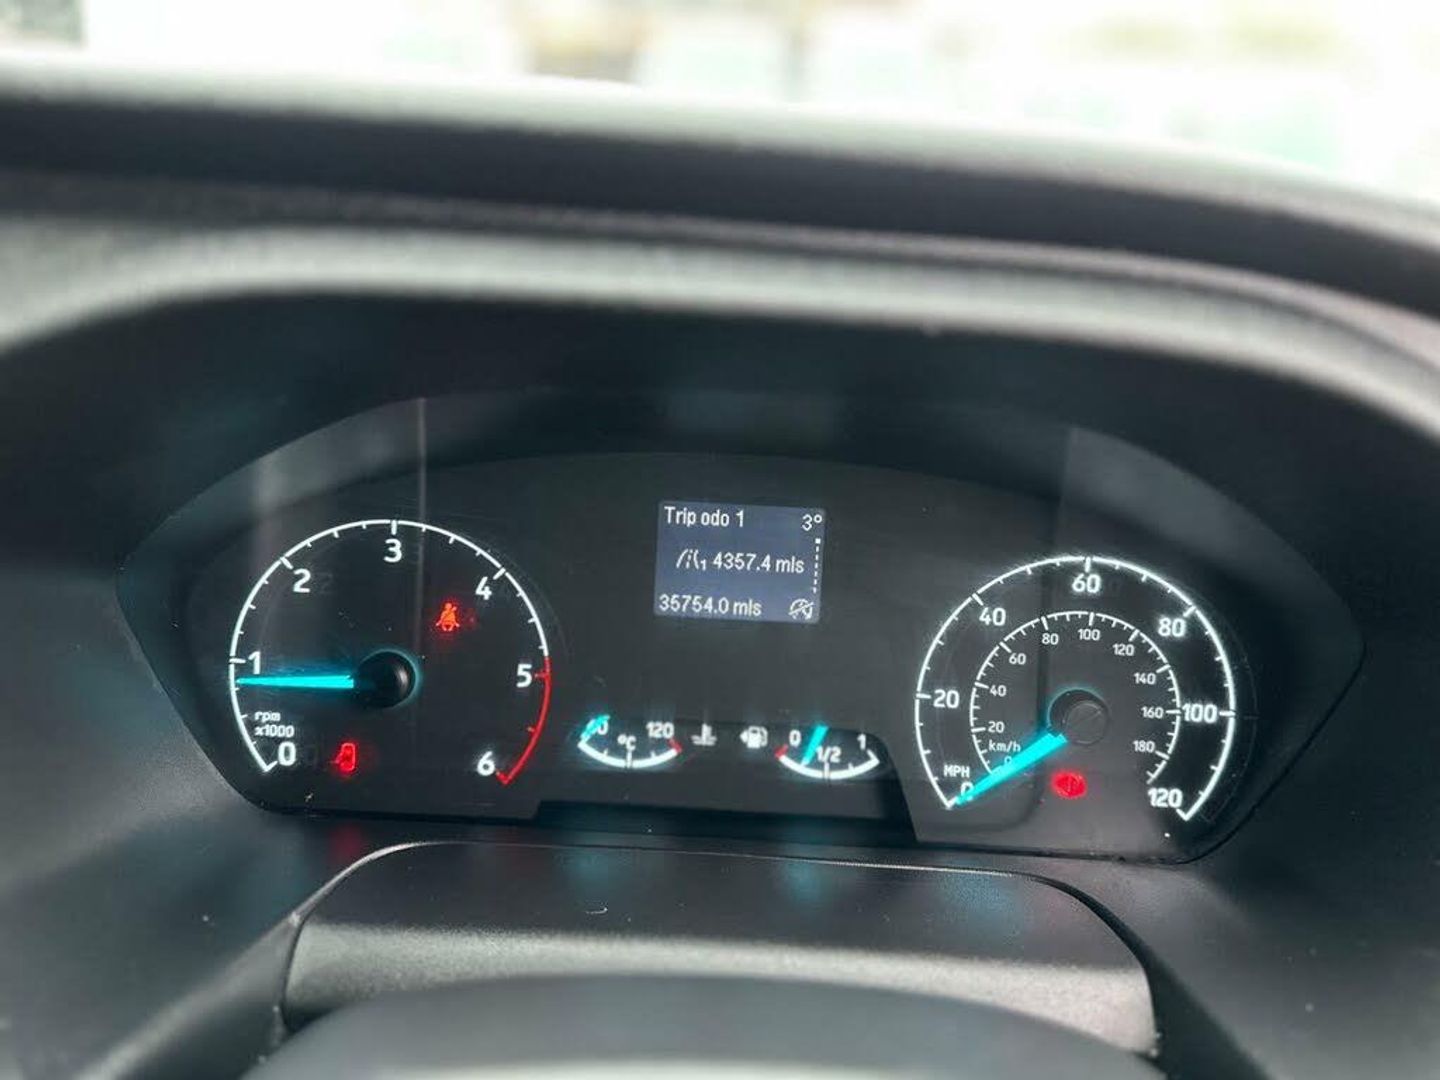 Trip odo 1 3°
1 4357.4 mls
35754.0 mls
0 1 2 3 4 5 6
rpm
x1000
120
°C
0 1/2 1
0 20 40 60 80 100 120
MPH
20 40 60 80 100 120 140 160 180
km/h